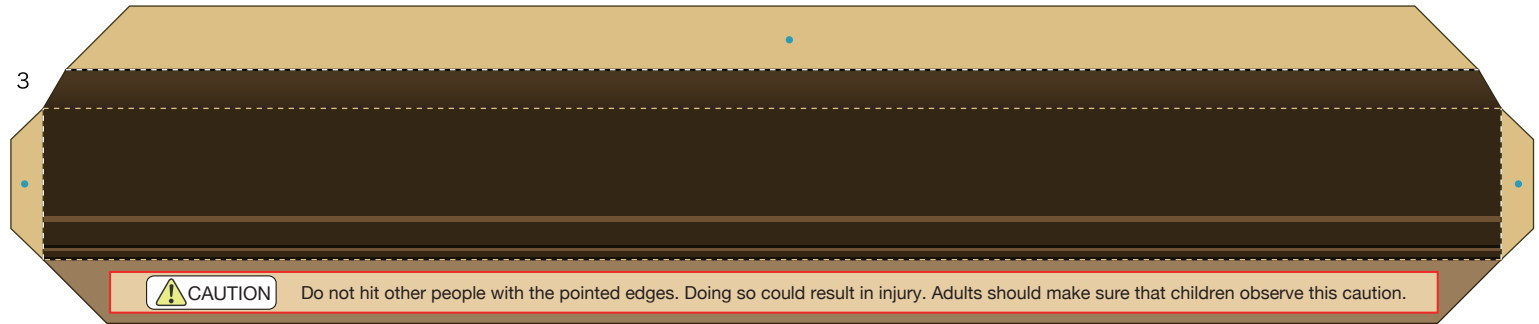 3
CAUTION Do not hit other people with the pointed edges. Doing so could result in injury. Adults should make sure that children observe this caution.